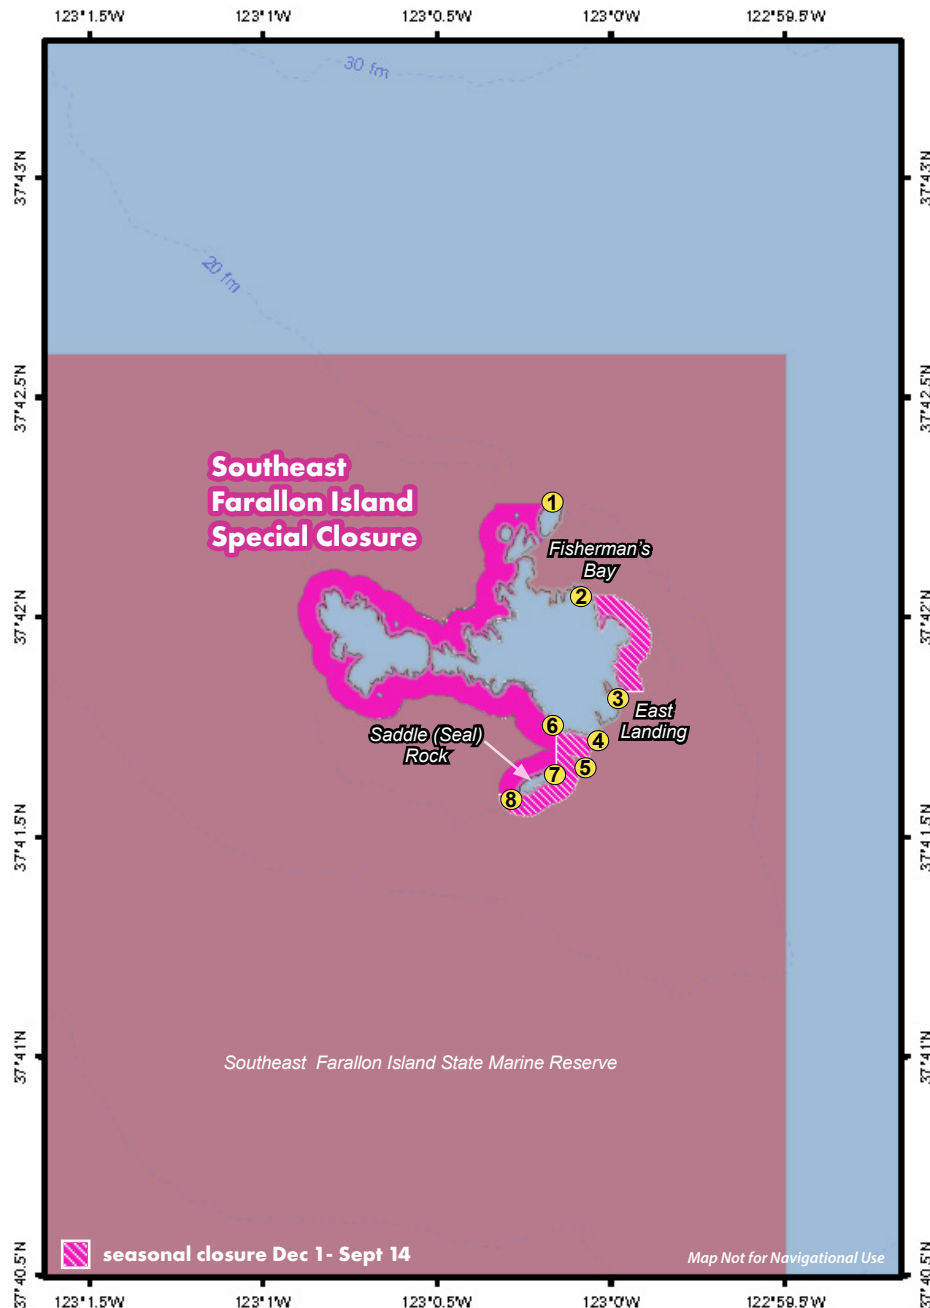 123°1.5'W 123°1'W 123°0.5'W 123°0'W 122°59.5'W
30 fm
37°43'N 37°43'N
20 fm
37°42.5'N 37°42.5'N
Southeast
Farallon Island
Special Closure
1
Fisherman's
Bay
2
37°42'N 37°42'N
3
East
Landing
6
4
Saddle (Seal)
Rock
5
7
8
37°41.5'N 37°41.5'N
37°41'N 37°41'N
Southeast Farallon Island State Marine Reserve
seasonal closure Dec 1- Sept 14
Map Not for Navigational Use
37°40.5'N 37°40.5'N
123°1.5'W 123°1'W 123°0.5'W 123°0'W 122°59.5'W